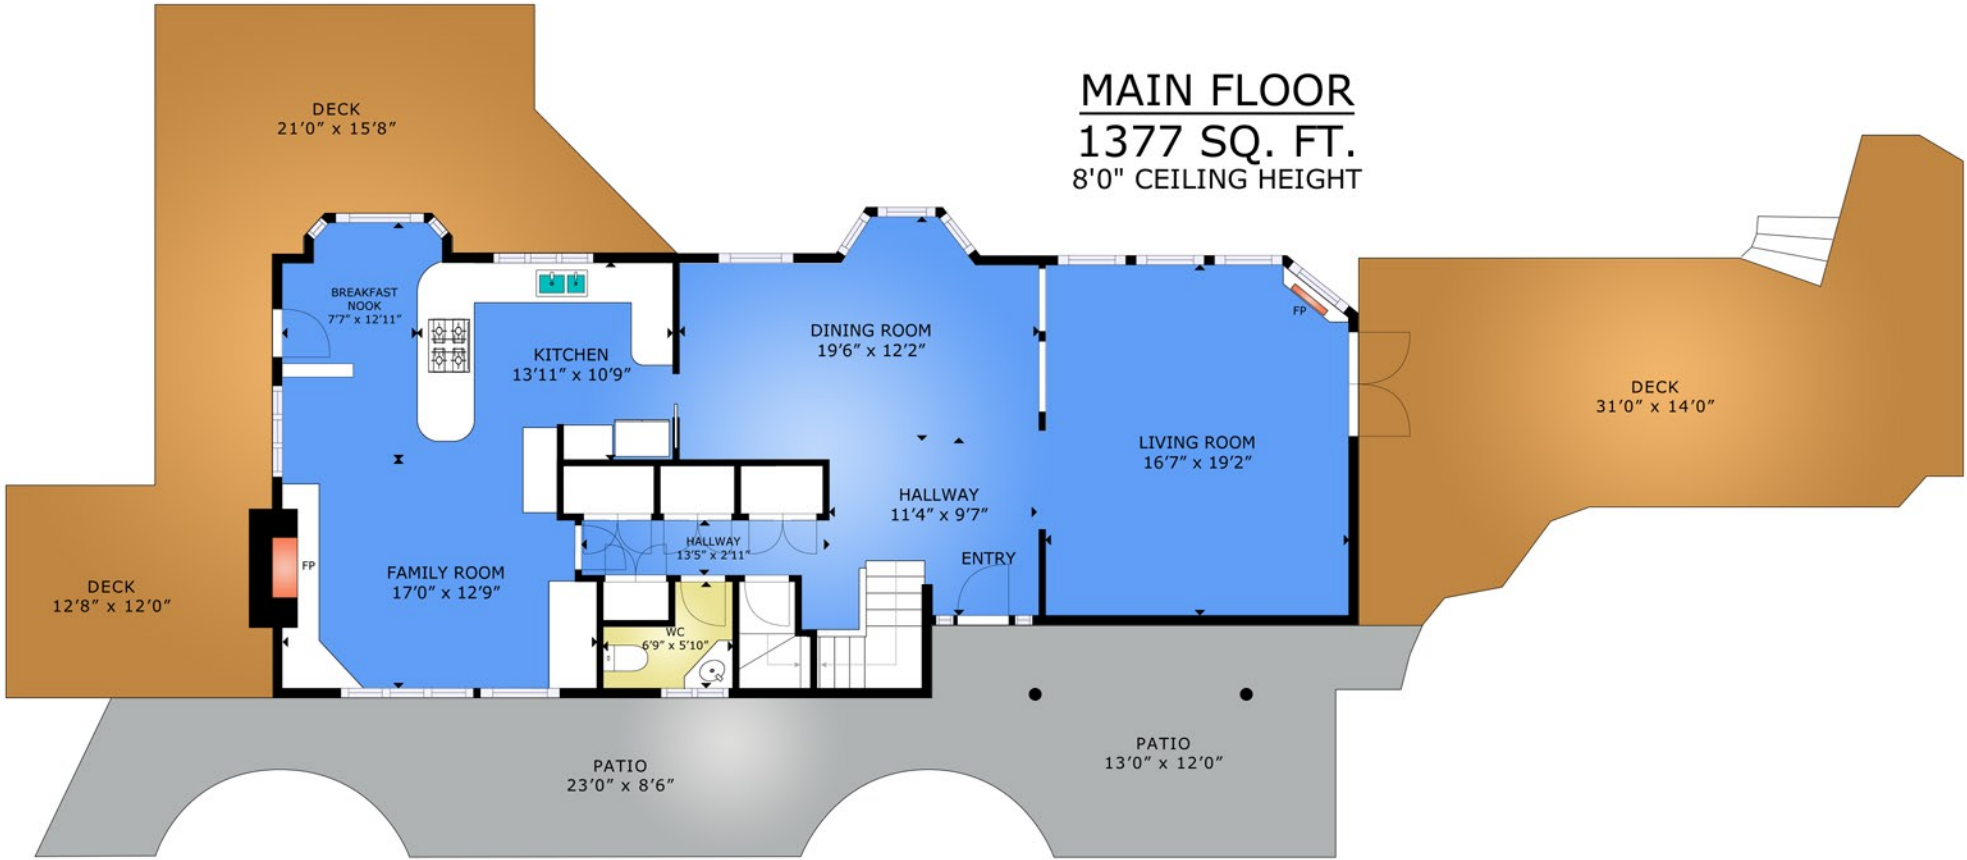 MAIN FLOOR
1377 SQ. FT.
8'0" CEILING HEIGHT
DECK
21'0" x 15'8"
BREAKFAST
NOOK
7'7" x 12'11"
KITCHEN
13'11" x 10'9"
DINING ROOM
19'6" x 12'2"
FP
DECK
31'0" x 14'0"
LIVING ROOM
16'7" x 19'2"
HALLWAY
11'4" x 9'7"
HALLWAY
13'5" x 2'11"
ENTRY
FP
FAMILY ROOM
17'0" x 12'9"
DECK
12'8" x 12'0"
WC
6'9" x 5'10"
PATIO
23'0" x 8'6"
PATIO
13'0" x 12'0"